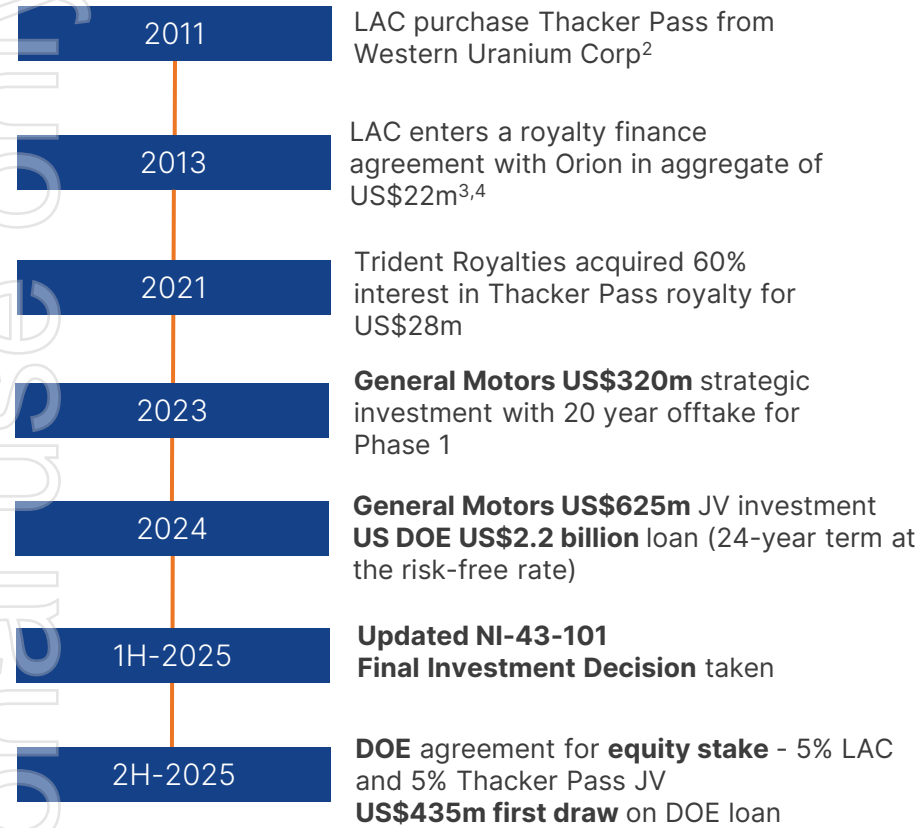 2011
LAC purchase Thacker Pass from
Western Uranium Corp2
2013
LAC enters a royalty finance
agreement with Orion in aggregate of
US$22m3,4
2021
Trident Royalties acquired 60%
interest in Thacker Pass royalty for
US$28m
2023
General Motors US$320m strategic
investment with 20 year offtake for
Phase 1
2024
General Motors US$625m JV investment
US DOE US$2.2 billion loan (24-year term at
the risk-free rate)
1H-2025
Updated NI-43-101
Final Investment Decision taken
2H-2025
DOE agreement for equity stake - 5% LAC
and 5% Thacker Pass JV
US$435m first draw on DOE loan
onal use only